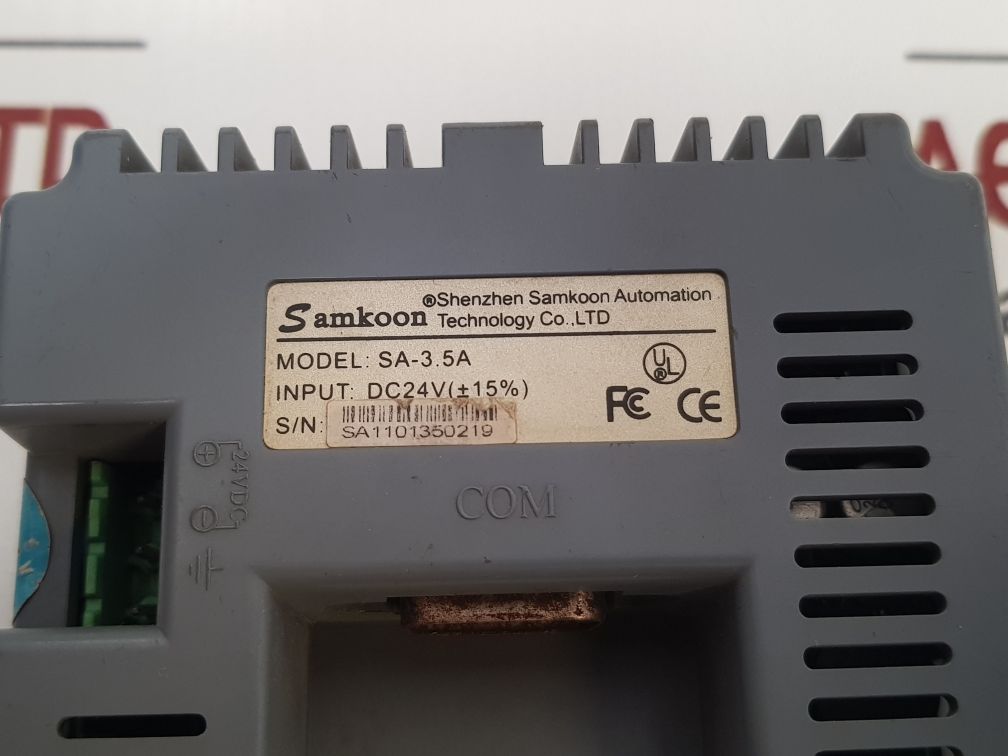 Samkoon ®Shenzhen Samkoon Automation
Technology Co.,LTD
MODEL: SA-3.5A
INPUT: DC24V(±15%)
S/N: SA1101350219
UL®
FC CE
24VDC
COM